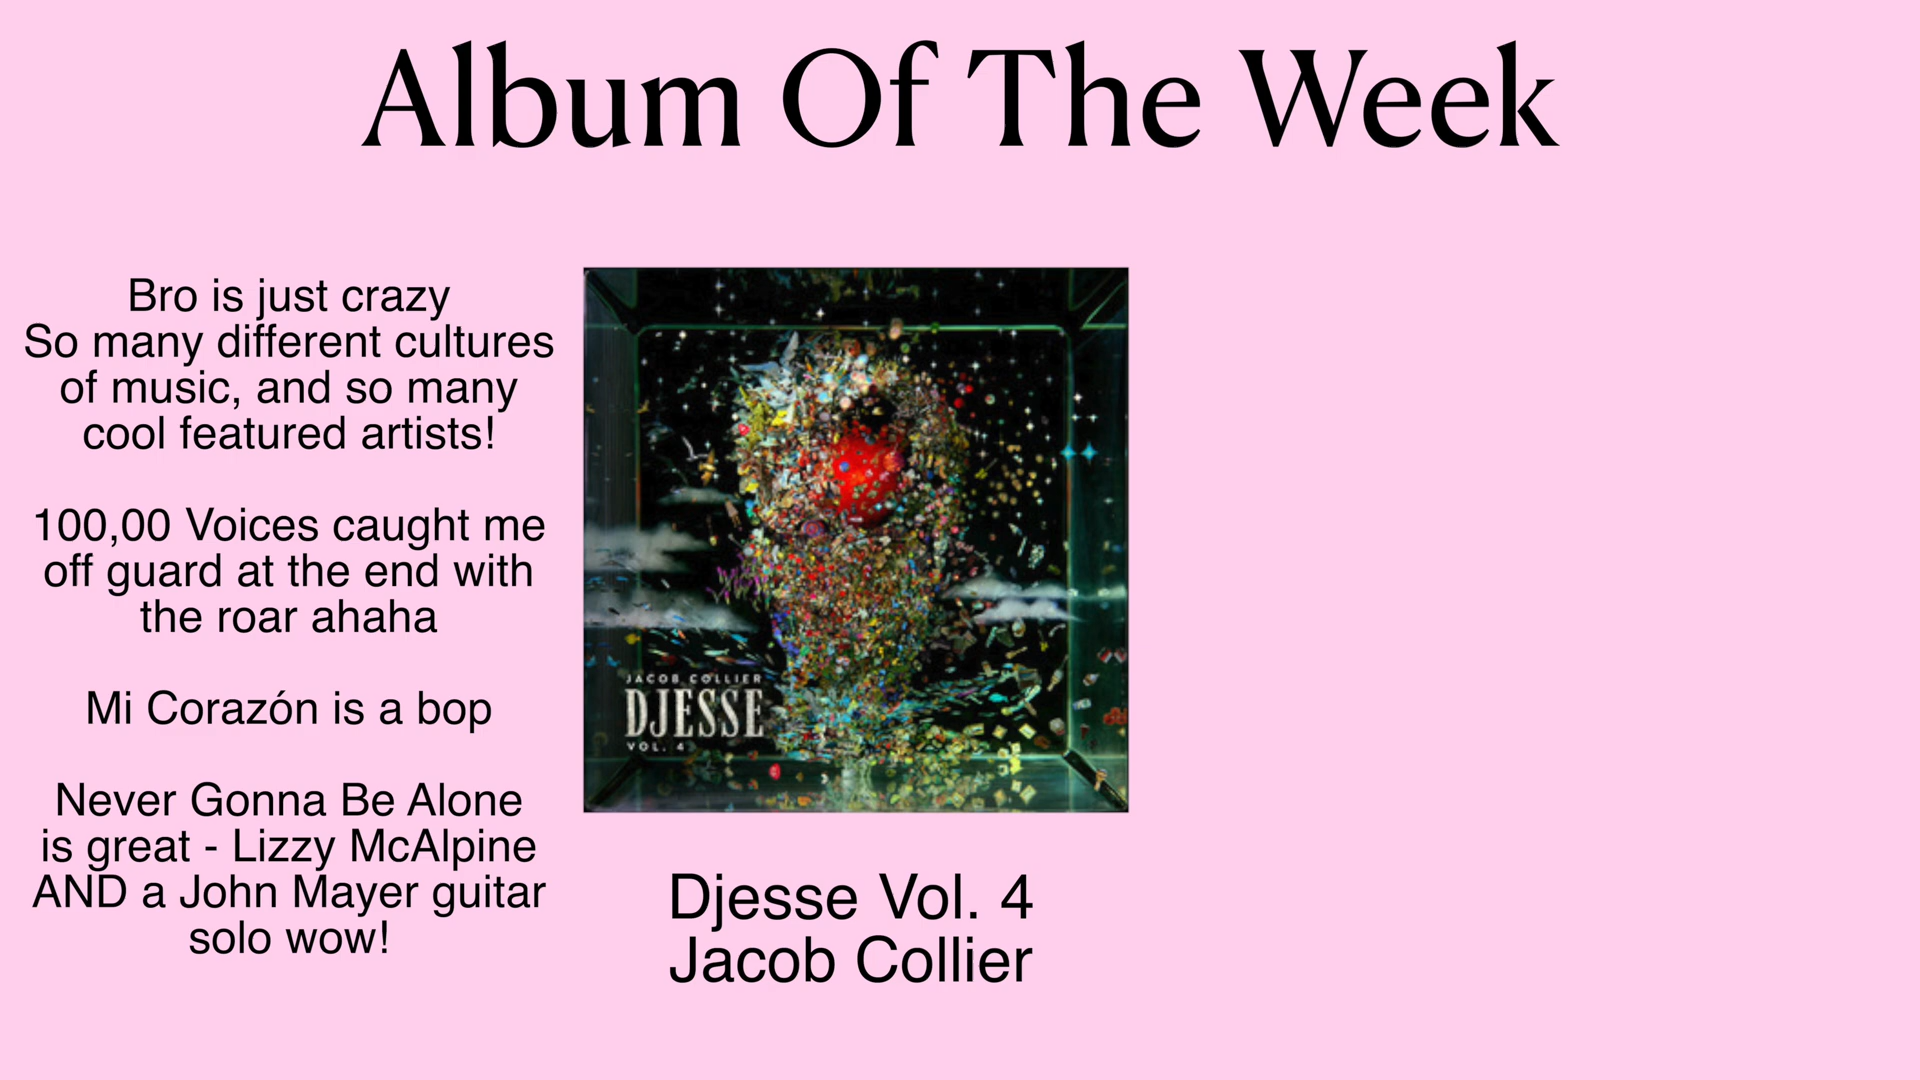 Album Of The Week
Bro is just crazy
So many different cultures
of music, and so many
cool featured artists!
100,00 Voices caught me
off guard at the end with
the roar ahaha
Mi Corazón is a bop
Never Gonna Be Alone
is great - Lizzy McAlpine
AND a John Mayer guitar
solo wow!
JACOB COLLIER
DJESSE
VOL. 4
Djesse Vol. 4
Jacob Collier